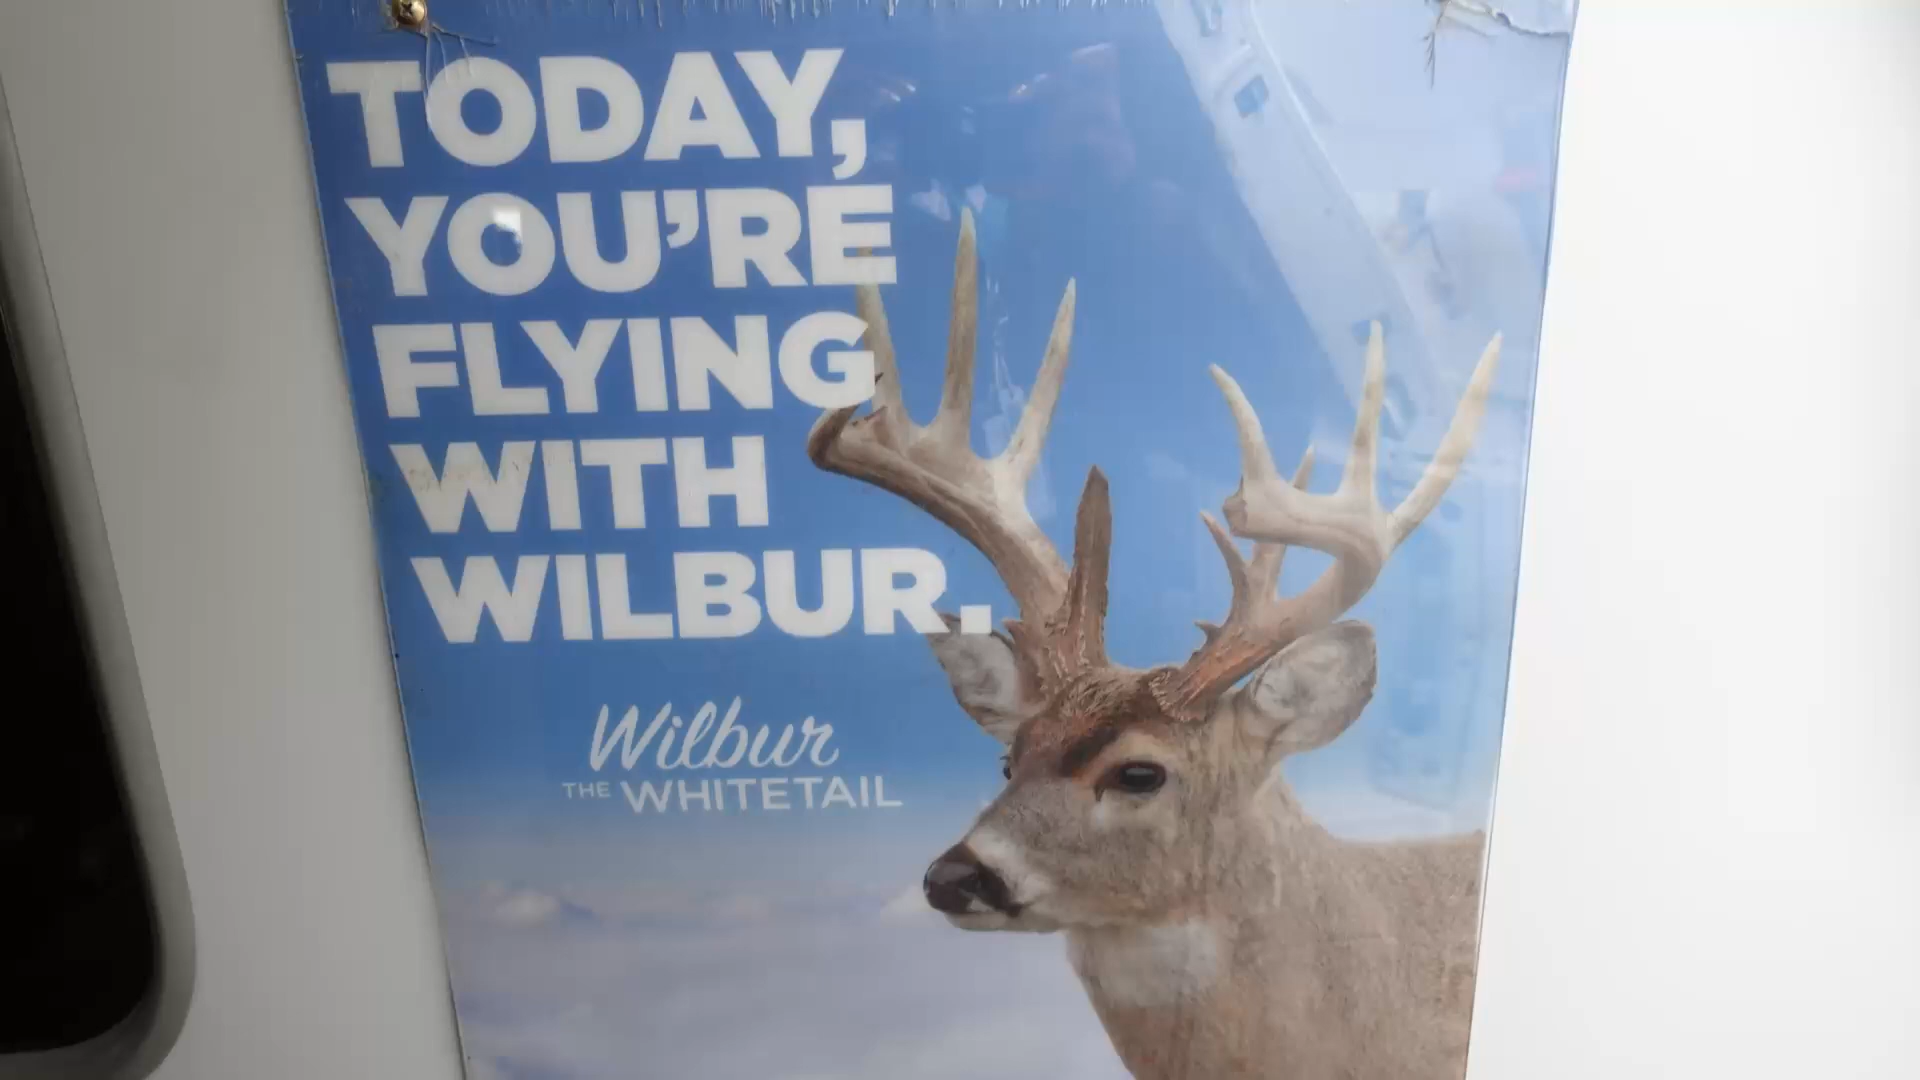 TODAY,
YOU’RE
FLYING
WITH
WILBUR.
Wilbur
THE WHITETAIL